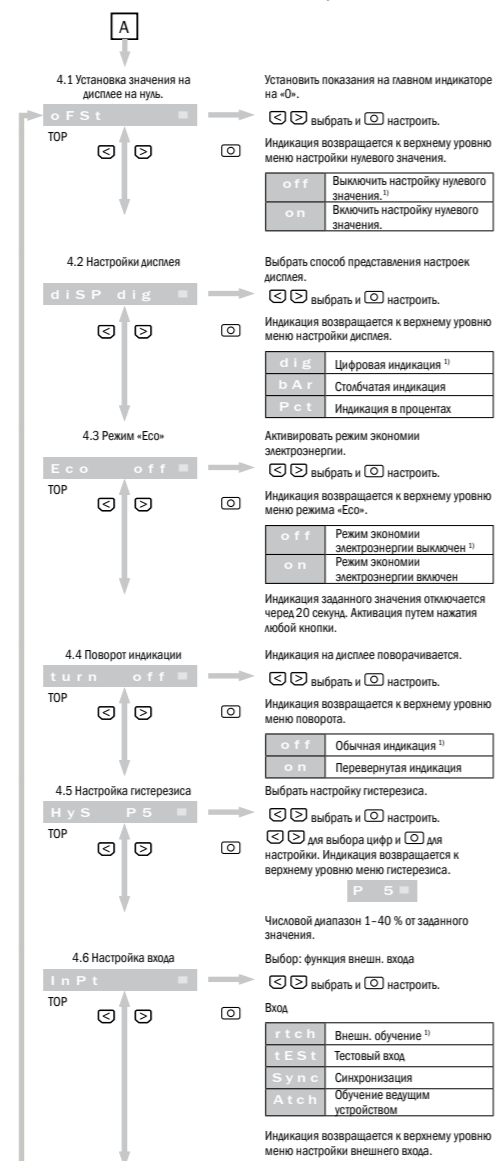 A
4.1 Установка значения на
дисплее на нуль.
oFSt
TOP
< >
Установить показания на главном индикаторе
на «0».
< > выбрать и O настроить.
Индикация возвращается к верхнему уровню
меню настройки нулевого значения.
off Выключить настройку нулевого
значения. 1)
on Включить настройку нулевого
значения.
4.2 Настройки дисплея
diSP dig
< >
Выбрать способ представления настроек
дисплея.
< > выбрать и O настроить.
Индикация возвращается к верхнему уровню
меню настройки дисплея.
dig Цифровая индикация 1)
bAr Столбчатая индикация
Pct Индикация в процентах
4.3 Режим «Eco»
Eco off
TOP
< >
Активировать режим экономии
электроэнергии.
< > выбрать и O настроить.
Индикация возвращается к верхнему уровню
меню режима «Eco».
off Режим экономии
электроэнергии выключен 1)
on Режим экономии
электроэнергии включен
Индикация заданного значения отключается
черед 20 секунд. Активация путем нажатия
любой кнопки.
4.4 Поворот индикации
turn off
TOP
< >
Индикация на дисплее поворачивается.
< > выбрать и O настроить.
Индикация возвращается к верхнему уровню
меню поворота.
off Обычная индикация 1)
on Перевернутая индикация
4.5 Настройка гистерезиса
HyS P5
TOP
< >
Выбрать настройку гистерезиса.
< > выбрать и O настроить.
< > для выбора цифр и O для
настройки. Индикация возвращается к
верхнему уровню меню гистерезиса.
P 5
Числовой диапазон 1–40 % от заданного
значения.
4.6 Настройка входа
InPt
TOP
< >
Выбор: функция внешн. входа
< > выбрать и O настроить.
Вход
rtch Внешн. обучение 1)
tESt Тестовый вход
Sync Синхронизация
Atch Обучение ведущим
устройством
Индикация возвращается к верхнему уровню
меню настройки внешнего входа.